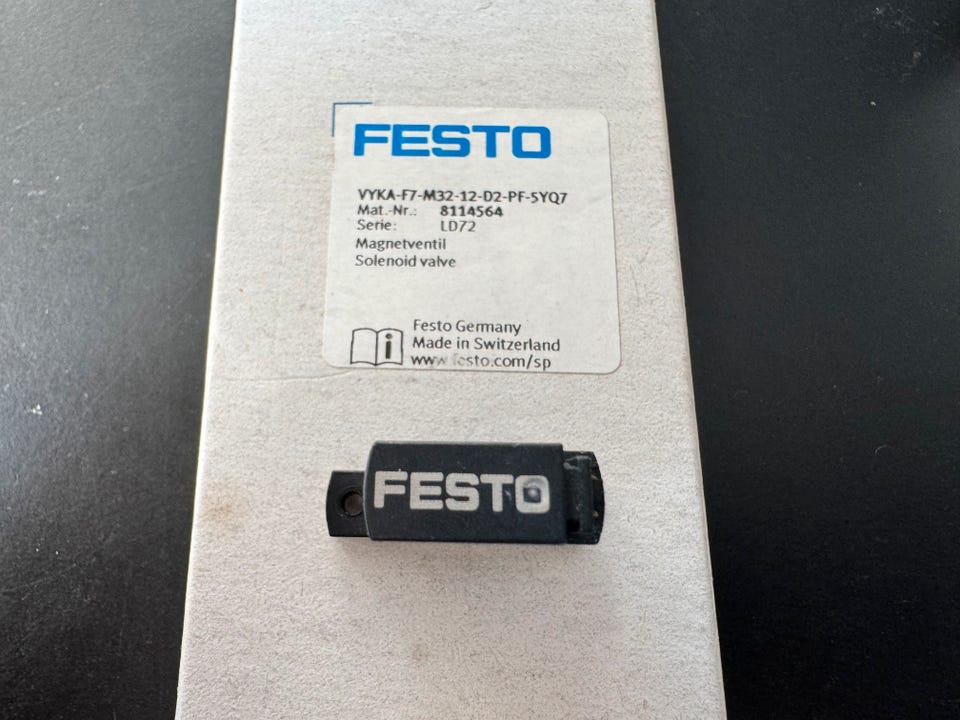 FESTO
VYKA-F7-M32-12-D2-PF-5YQ7
Mat.-Nr.: 8114564
Serie: LD72
Magnetventil
Solenoid valve
Festo Germany
Made in Switzerland
www.festo.com/sp
FESTO